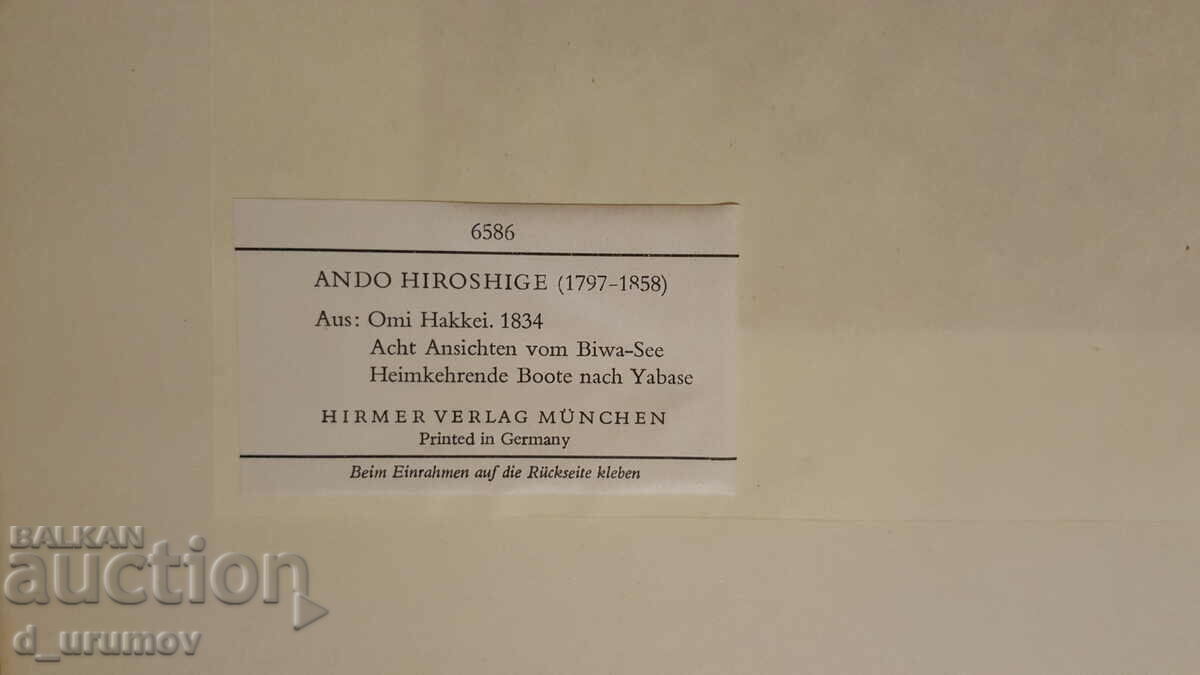 6586
ANDO HIROSHIGE (1797-1858)
Aus: Omi Hakkei. 1834
Acht Ansichten vom Biwa-See
Heimkehrende Boote nach Yabase
HIRMER VERLAG MÜNCHEN
Printed in Germany
Beim Einrahmen auf die Rückseite kleben
BALKAN
auction
d_urumov